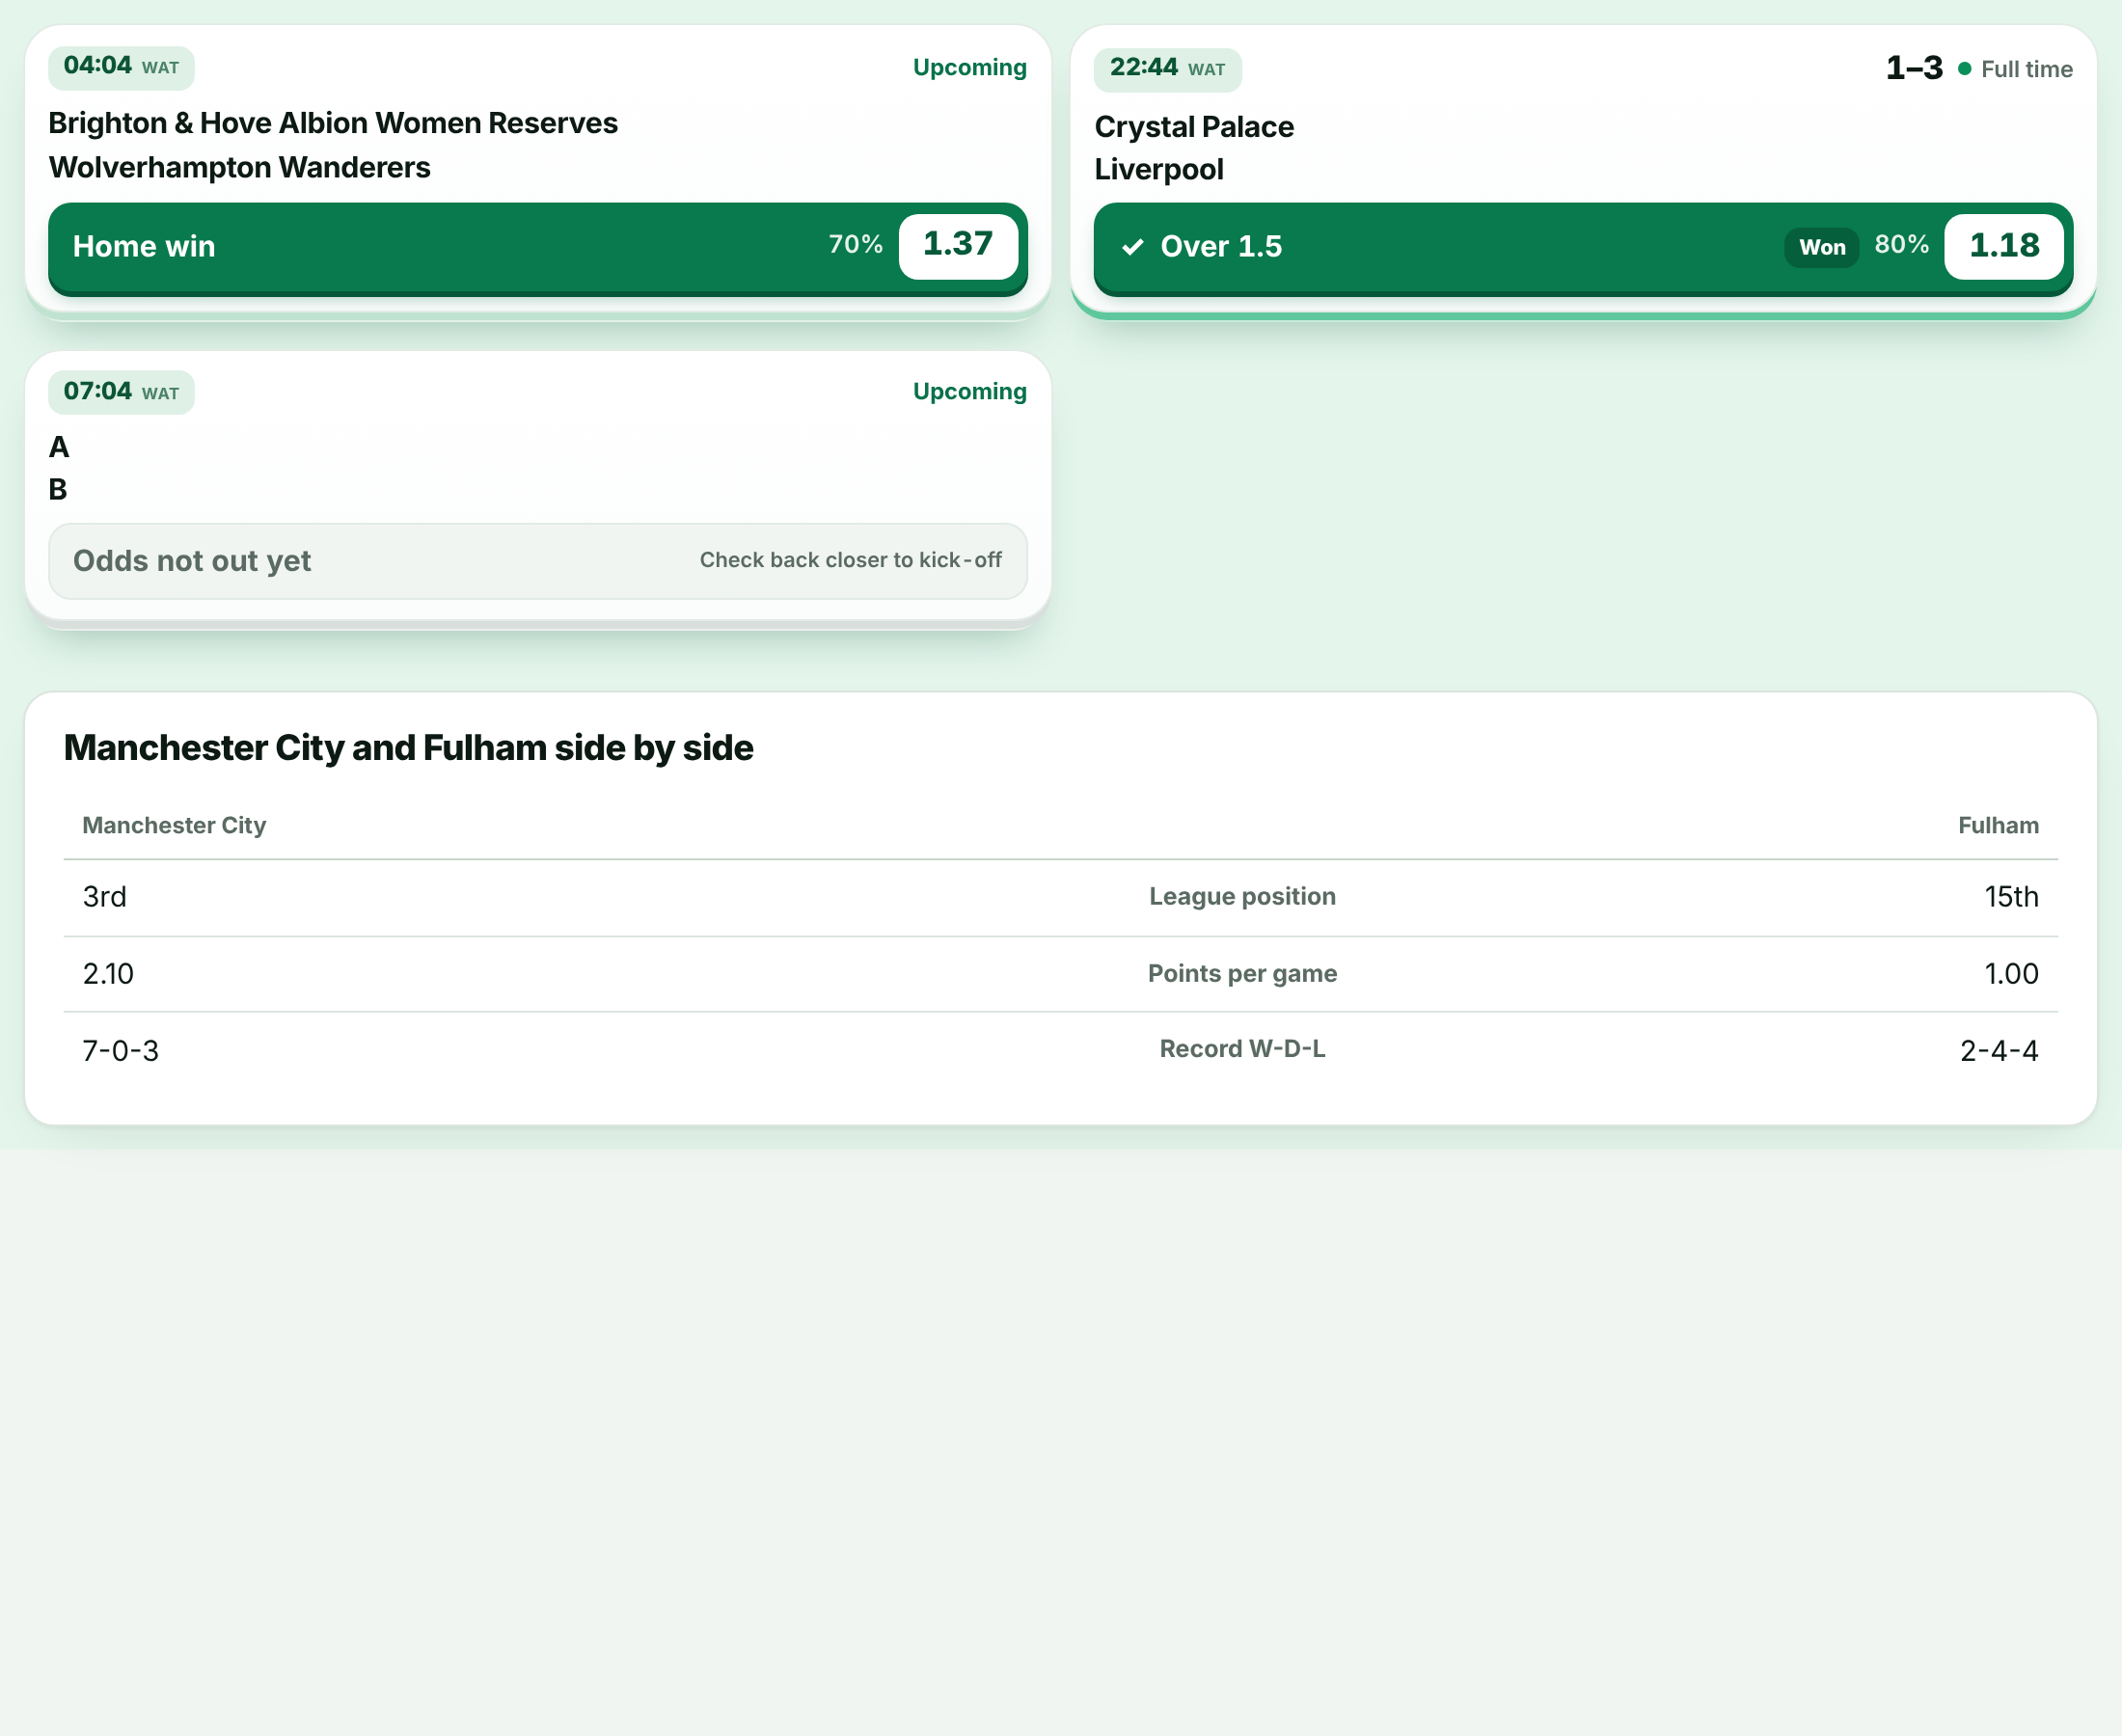 04:04 WAT Upcoming
Brighton & Hove Albion Women Reserves
Wolverhampton Wanderers
Home win 70% 1.37
22:44 WAT 1–3 Full time
Crystal Palace
Liverpool
Over 1.5 Won 80% 1.18
07:04 WAT Upcoming
A
B
Odds not out yet Check back closer to kick-off
Manchester City and Fulham side by side
Manchester City Fulham
3rd League position 15th
2.10 Points per game 1.00
7-0-3 Record W-D-L 2-4-4